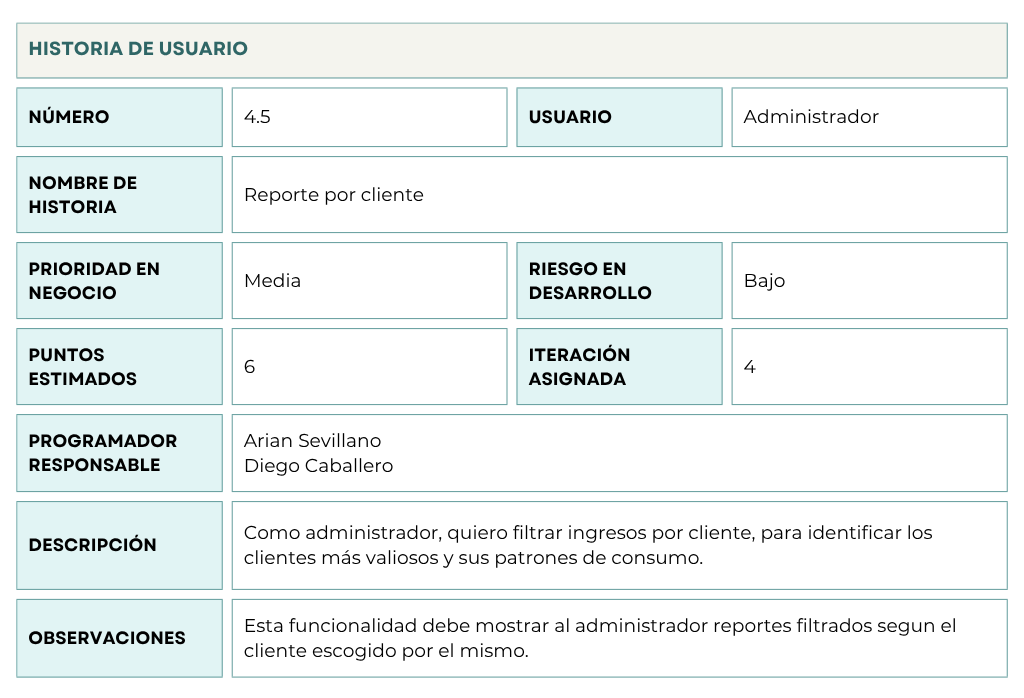 HISTORIA DE USUARIO
NÚMERO
4.5
USUARIO
Administrador
NOMBRE DE
HISTORIA
Reporte por cliente
PRIORIDAD EN
NEGOCIO
Media
RIESGO EN
DESARROLLO
Bajo
PUNTOS
ESTIMADOS
6
ITERACIÓN
ASIGNADA
4
PROGRAMADOR
RESPONSABLE
Arian Sevillano
Diego Caballero
DESCRIPCIÓN
Como administrador, quiero filtrar ingresos por cliente, para identificar los
clientes más valiosos y sus patrones de consumo.
OBSERVACIONES
Esta funcionalidad debe mostrar al administrador reportes filtrados segun el
cliente escogido por el mismo.